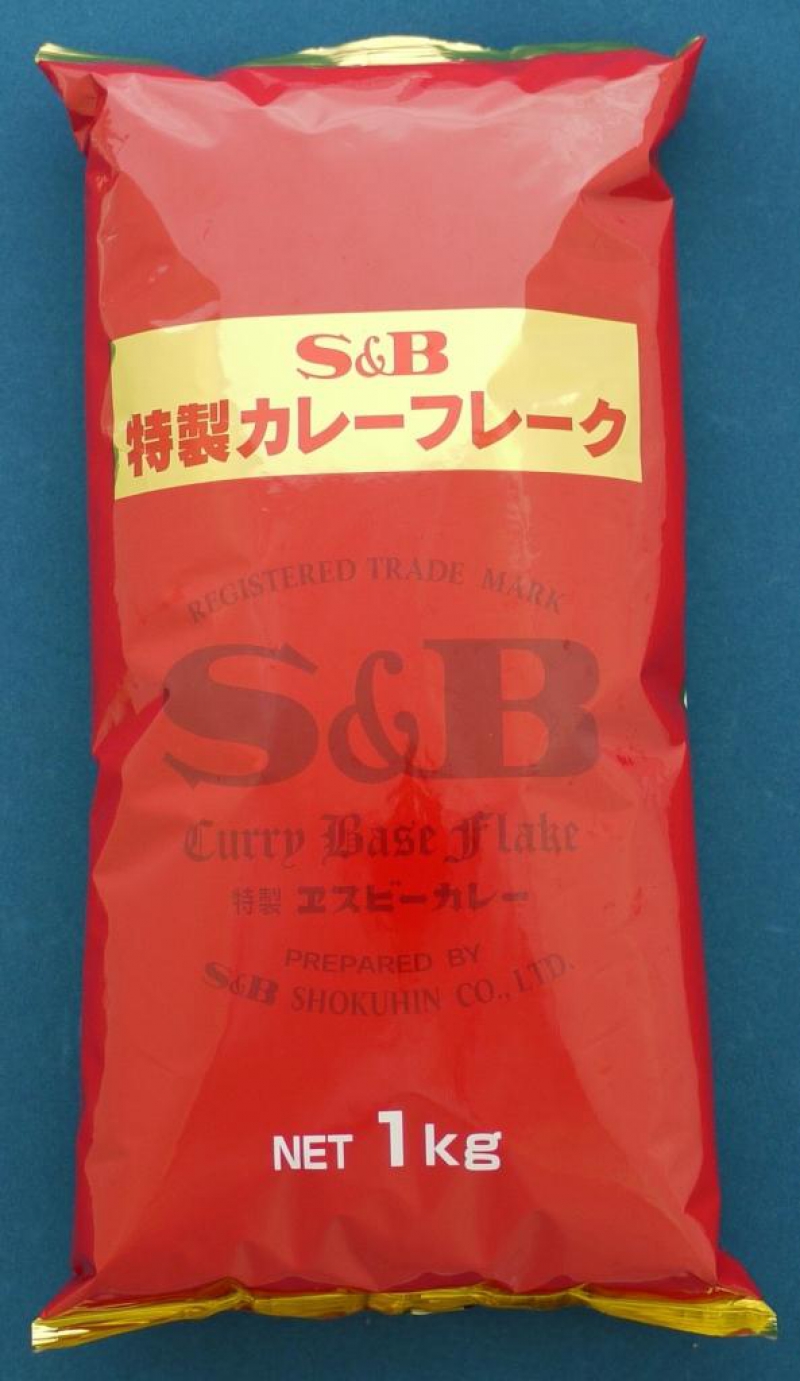 S&B
特製カレーフレーク
REGISTERED TRADE MARK
S&B
Curry Base Flake
特製 ヱスビーカレー
PREPARED BY
S&B SHOKUHIN CO., LTD.
NET 1kg